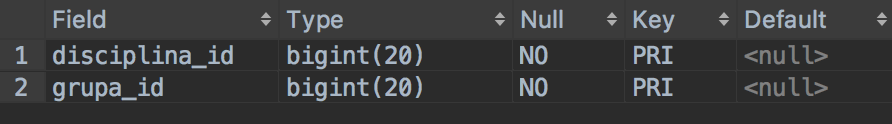 Field Type Null Key Default
1 disciplina_id bigint(20) NO PRI <null>
2 grupa_id bigint(20) NO PRI <null>